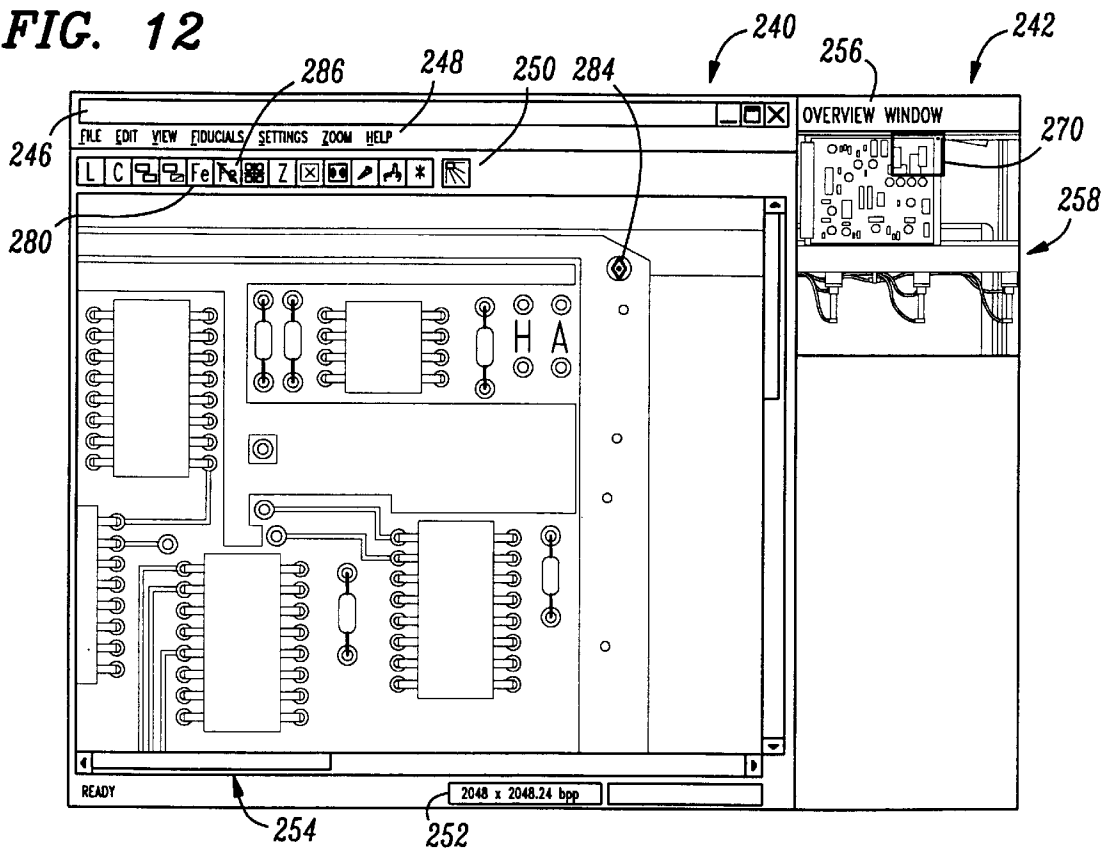 FIG. 12
240
242
286
248
250
284
256
246
OVERVIEW WINDOW
270
FILE EDIT VIEW FIDUCIALS SETTINGS ZOOM HELP
L C Fe Fe Z *
280
258
H A
READY
2048 x 2048.24 bpp
254
252